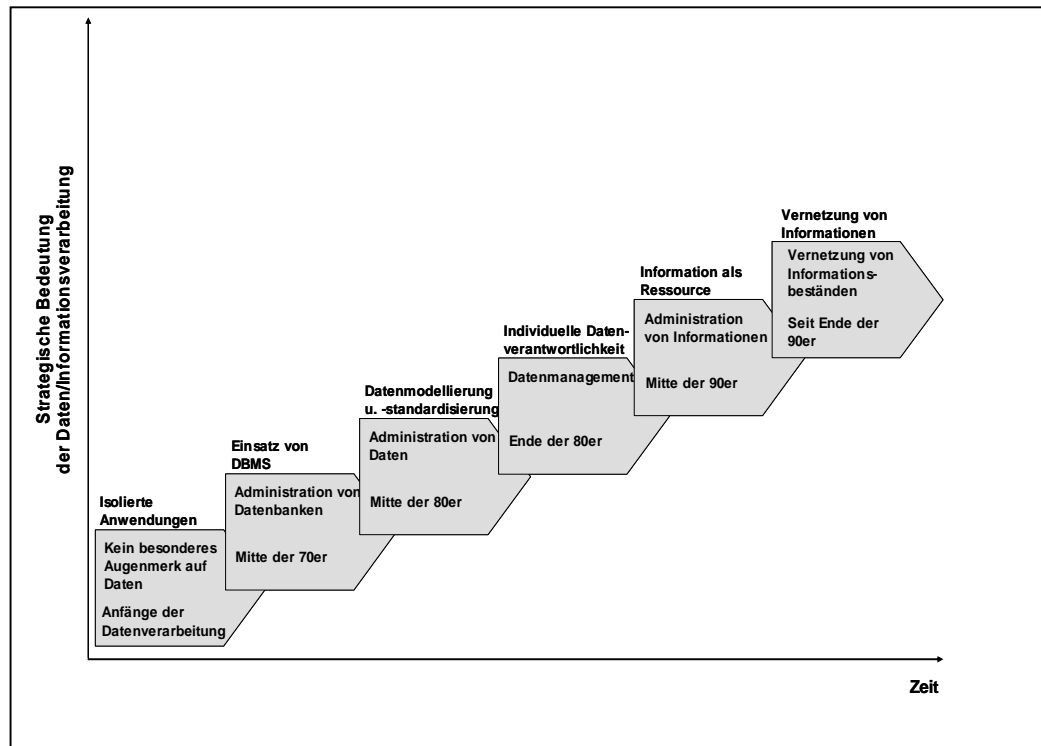 Strategische Bedeutung
der Daten/Informationsverarbeitung
Isolierte
Anwendungen
Kein besonderes
Augenmerk auf
Daten
Anfänge der
Datenverarbeitung
Einsatz von
DBMS
Administration von
Datenbanken
Mitte der 70er
Datenmodellierung
u. -standardisierung
Administration von
Daten
Mitte der 80er
Individuelle Daten-
verantwortlichkeit
Datenmanagement
Ende der 80er
Information als
Ressource
Administration
von Informationen
Mitte der 90er
Vernetzung von
Informationen
Vernetzung von
Informations-
beständen
Seit Ende der
90er
Zeit